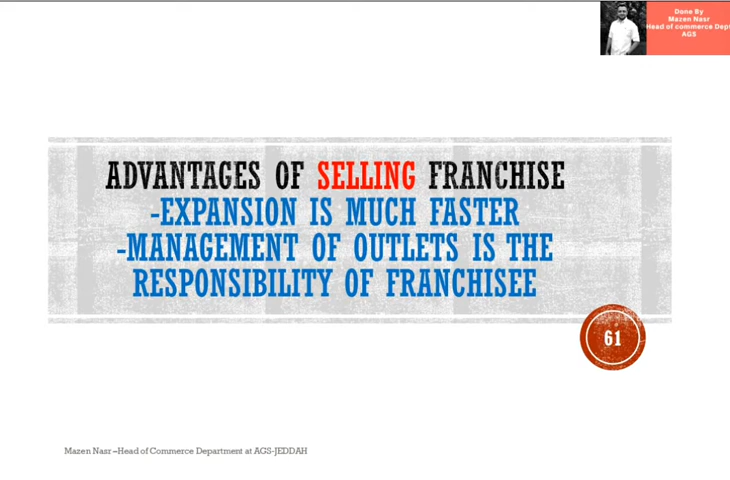 Done By
Mazen Nasr
Head of commerce Dept
AGS
ADVANTAGES OF SELLING FRANCHISE
-EXPANSION IS MUCH FASTER
-MANAGEMENT OF OUTLETS IS THE
RESPONSIBILITY OF FRANCHISEE
61
Mazen Nasr –Head of Commerce Department at AGS-JEDDAH